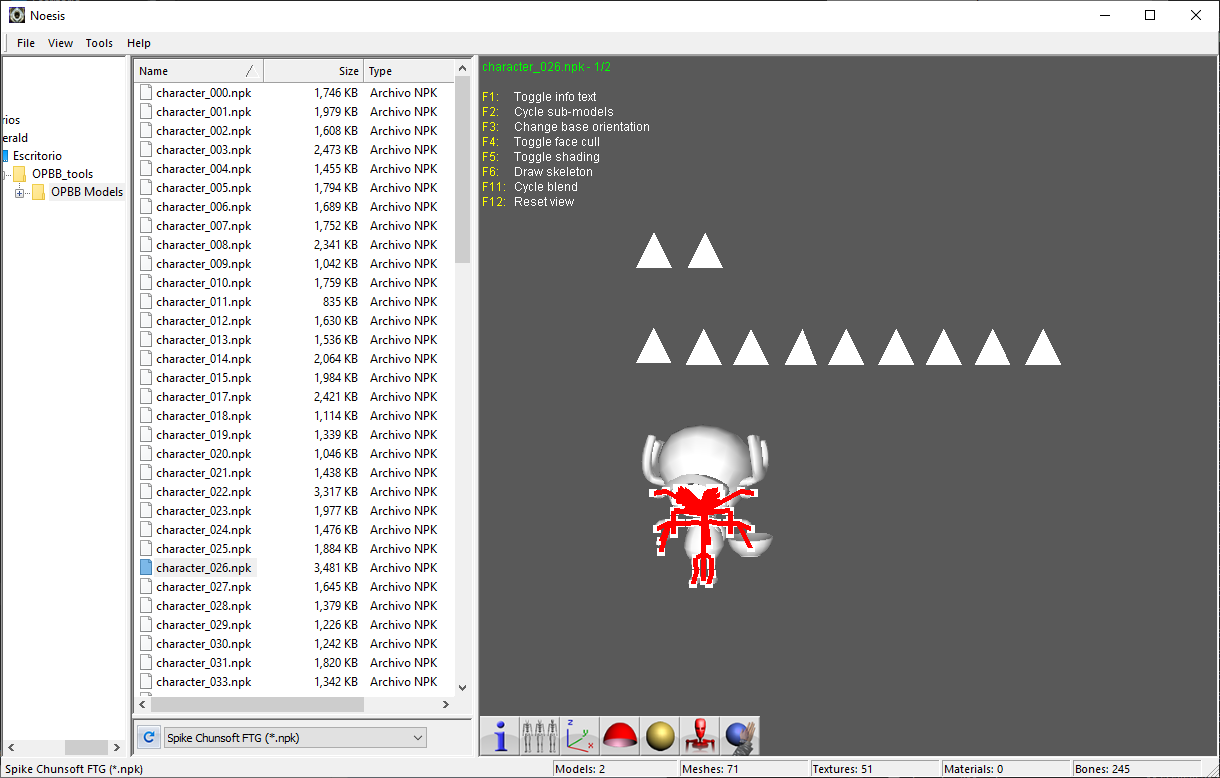 Noesis
File View Tools Help
rios
erald
Escritorio
OPBB_tools
OPBB Models
Name Size Type
character_000.npk 1,746 KB Archivo NPK
character_001.npk 1,979 KB Archivo NPK
character_002.npk 1,608 KB Archivo NPK
character_003.npk 2,473 KB Archivo NPK
character_004.npk 1,455 KB Archivo NPK
character_005.npk 1,794 KB Archivo NPK
character_006.npk 1,689 KB Archivo NPK
character_007.npk 1,752 KB Archivo NPK
character_008.npk 2,341 KB Archivo NPK
character_009.npk 1,042 KB Archivo NPK
character_010.npk 1,759 KB Archivo NPK
character_011.npk 835 KB Archivo NPK
character_012.npk 1,630 KB Archivo NPK
character_013.npk 1,536 KB Archivo NPK
character_014.npk 2,064 KB Archivo NPK
character_015.npk 1,984 KB Archivo NPK
character_017.npk 2,421 KB Archivo NPK
character_018.npk 1,114 KB Archivo NPK
character_019.npk 1,339 KB Archivo NPK
character_020.npk 1,046 KB Archivo NPK
character_021.npk 1,438 KB Archivo NPK
character_022.npk 3,317 KB Archivo NPK
character_023.npk 1,977 KB Archivo NPK
character_024.npk 1,476 KB Archivo NPK
character_025.npk 1,884 KB Archivo NPK
character_026.npk 3,481 KB Archivo NPK
character_027.npk 1,645 KB Archivo NPK
character_028.npk 1,379 KB Archivo NPK
character_029.npk 1,226 KB Archivo NPK
character_030.npk 1,242 KB Archivo NPK
character_031.npk 1,820 KB Archivo NPK
character_033.npk 1,342 KB Archivo NPK
Spike Chunsoft FTG (*.npk)
character_026.npk - 1/2
F1: Toggle info text
F2: Cycle sub-models
F3: Change base orientation
F4: Toggle face cull
F5: Toggle shading
F6: Draw skeleton
F11: Cycle blend
F12: Reset view
z
y
x
Spike Chunsoft FTG (*.npk) Models: 2 Meshes: 71 Textures: 51 Materials: 0 Bones: 245